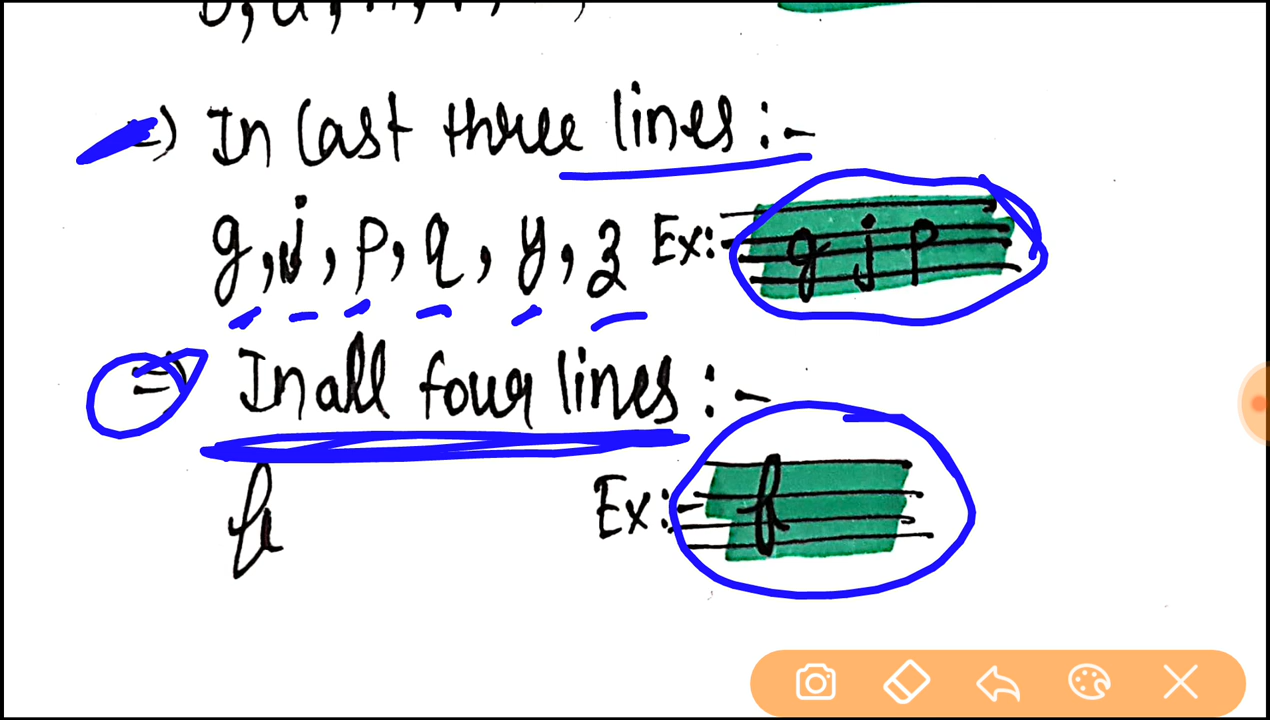 =) In last three lines :-
g, j, p, q, y, z Ex:- g j p
=) In all four lines :-
f Ex:- f